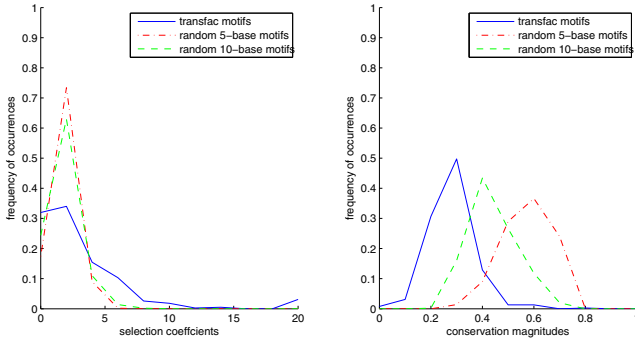 transfac motifs
random 5-base motifs
random 10-base motifs
frequency of occurrences
1
0.9
0.8
0.7
0.6
0.5
0.4
0.3
0.2
0.1
0
0 5 10 15 20
selection coeffcients
transfac motifs
random 5-base motifs
random 10-base motifs
frequency of occurrences
1
0.9
0.8
0.7
0.6
0.5
0.4
0.3
0.2
0.1
0
0 0.2 0.4 0.6 0.8
conservation magnitudes